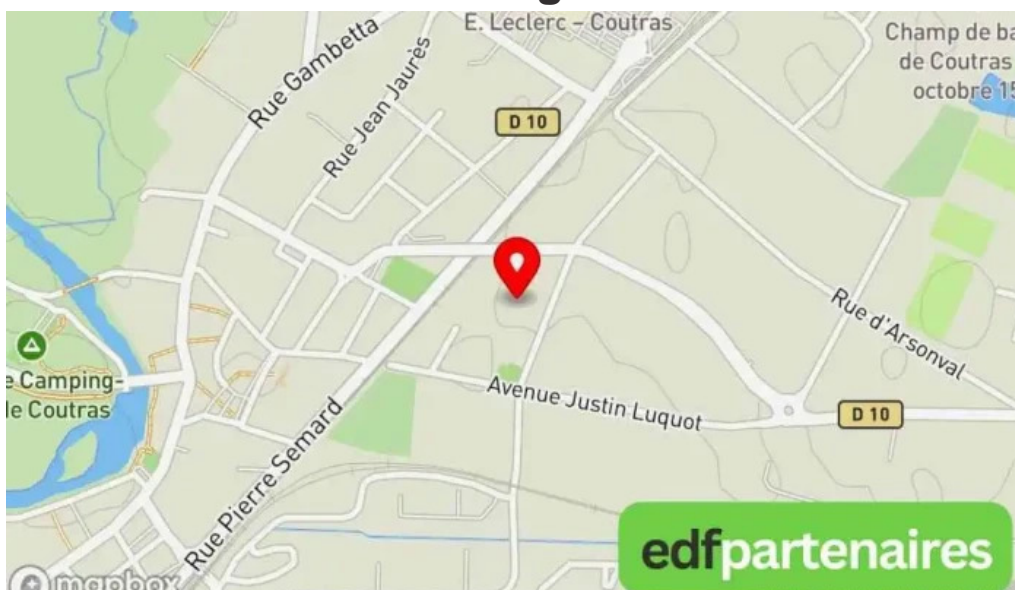 E. Leclerc – Coutras
Champ de ba
de Coutras
octobre 15
Rue Gambetta
Rue Jean Jaurès
D 10
Rue d'Arsonval
e Camping-
de Coutras
Avenue Justin Luquot
D 10
Rue Pierre Semard
edfpartenaires
mapbox